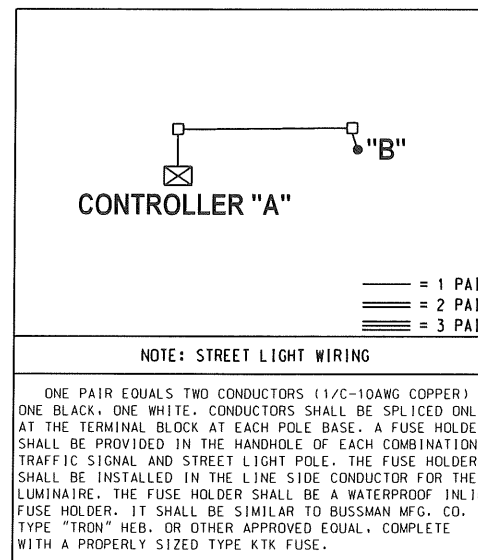 "B"
CONTROLLER "A"
= 1 PAI
= 2 PAI
= 3 PAI
NOTE: STREET LIGHT WIRING
ONE PAIR EQUALS TWO CONDUCTORS (1/C-10AWG COPPER)
ONE BLACK, ONE WHITE. CONDUCTORS SHALL BE SPLICED ONL
AT THE TERMINAL BLOCK AT EACH POLE BASE. A FUSE HOLDE
SHALL BE PROVIDED IN THE HANDHOLE OF EACH COMBINATION
TRAFFIC SIGNAL AND STREET LIGHT POLE. THE FUSE HOLDER
SHALL BE INSTALLED IN THE LINE SIDE CONDUCTOR FOR THE
LUMINAIRE. THE FUSE HOLDER SHALL BE A WATERPROOF INLI
FUSE HOLDER. IT SHALL BE SIMILAR TO BUSSMAN MFG. CO.
TYPE "TRON" HEB. OR OTHER APPROVED EQUAL, COMPLETE
WITH A PROPERLY SIZED TYPE KTK FUSE.